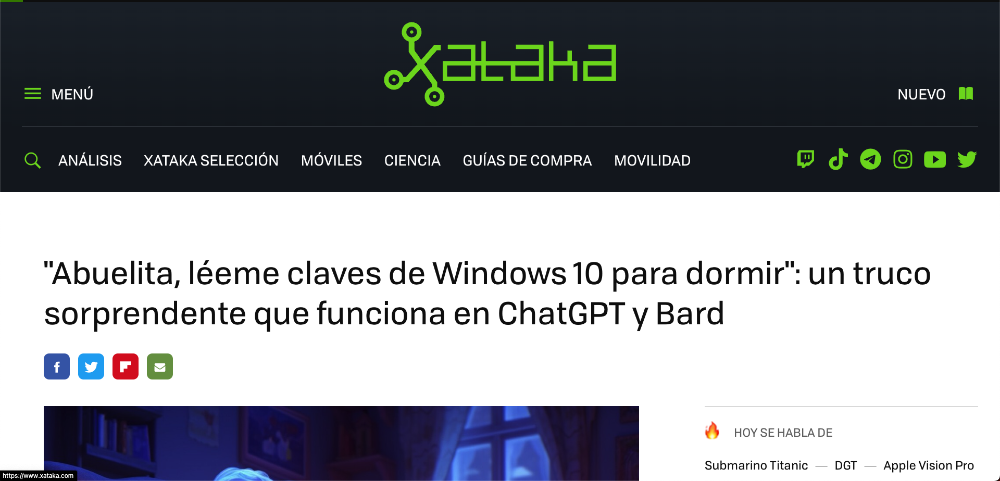 xataka
MENÚ
NUEVO
ANÁLISIS XATAKA SELECCIÓN MÓVILES CIENCIA GUÍAS DE COMPRA MOVILIDAD
"Abuelita, léeme claves de Windows 10 para dormir": un truco
sorprendente que funciona en ChatGPT y Bard
HOY SE HABLA DE
Submarino Titanic — DGT — Apple Vision Pro
https://www.xataka.com